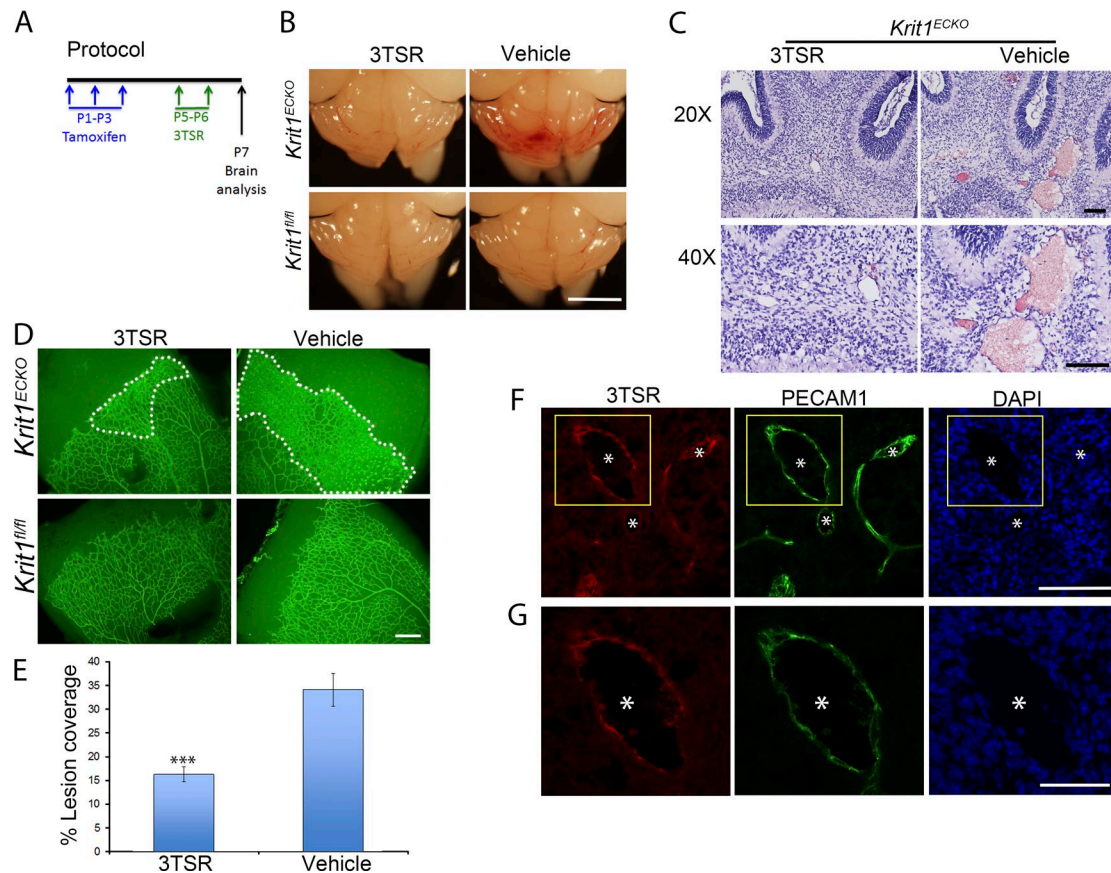 A
Protocol
P1-P3
Tamoxifen
P5-P6
3TSR
P7
Brain
analysis
B
3TSR Vehicle
Krit1ECKO
Krit1fl/fl
C
Krit1ECKO
3TSR Vehicle
20X
40X
D
3TSR Vehicle
Krit1ECKO
Krit1fl/fl
E
% Lesion coverage
40
35
30
25
20
15
10
5
0
***
3TSR Vehicle
F
3TSR PECAM1 DAPI
* * *
* * *
* * *
G
* * *